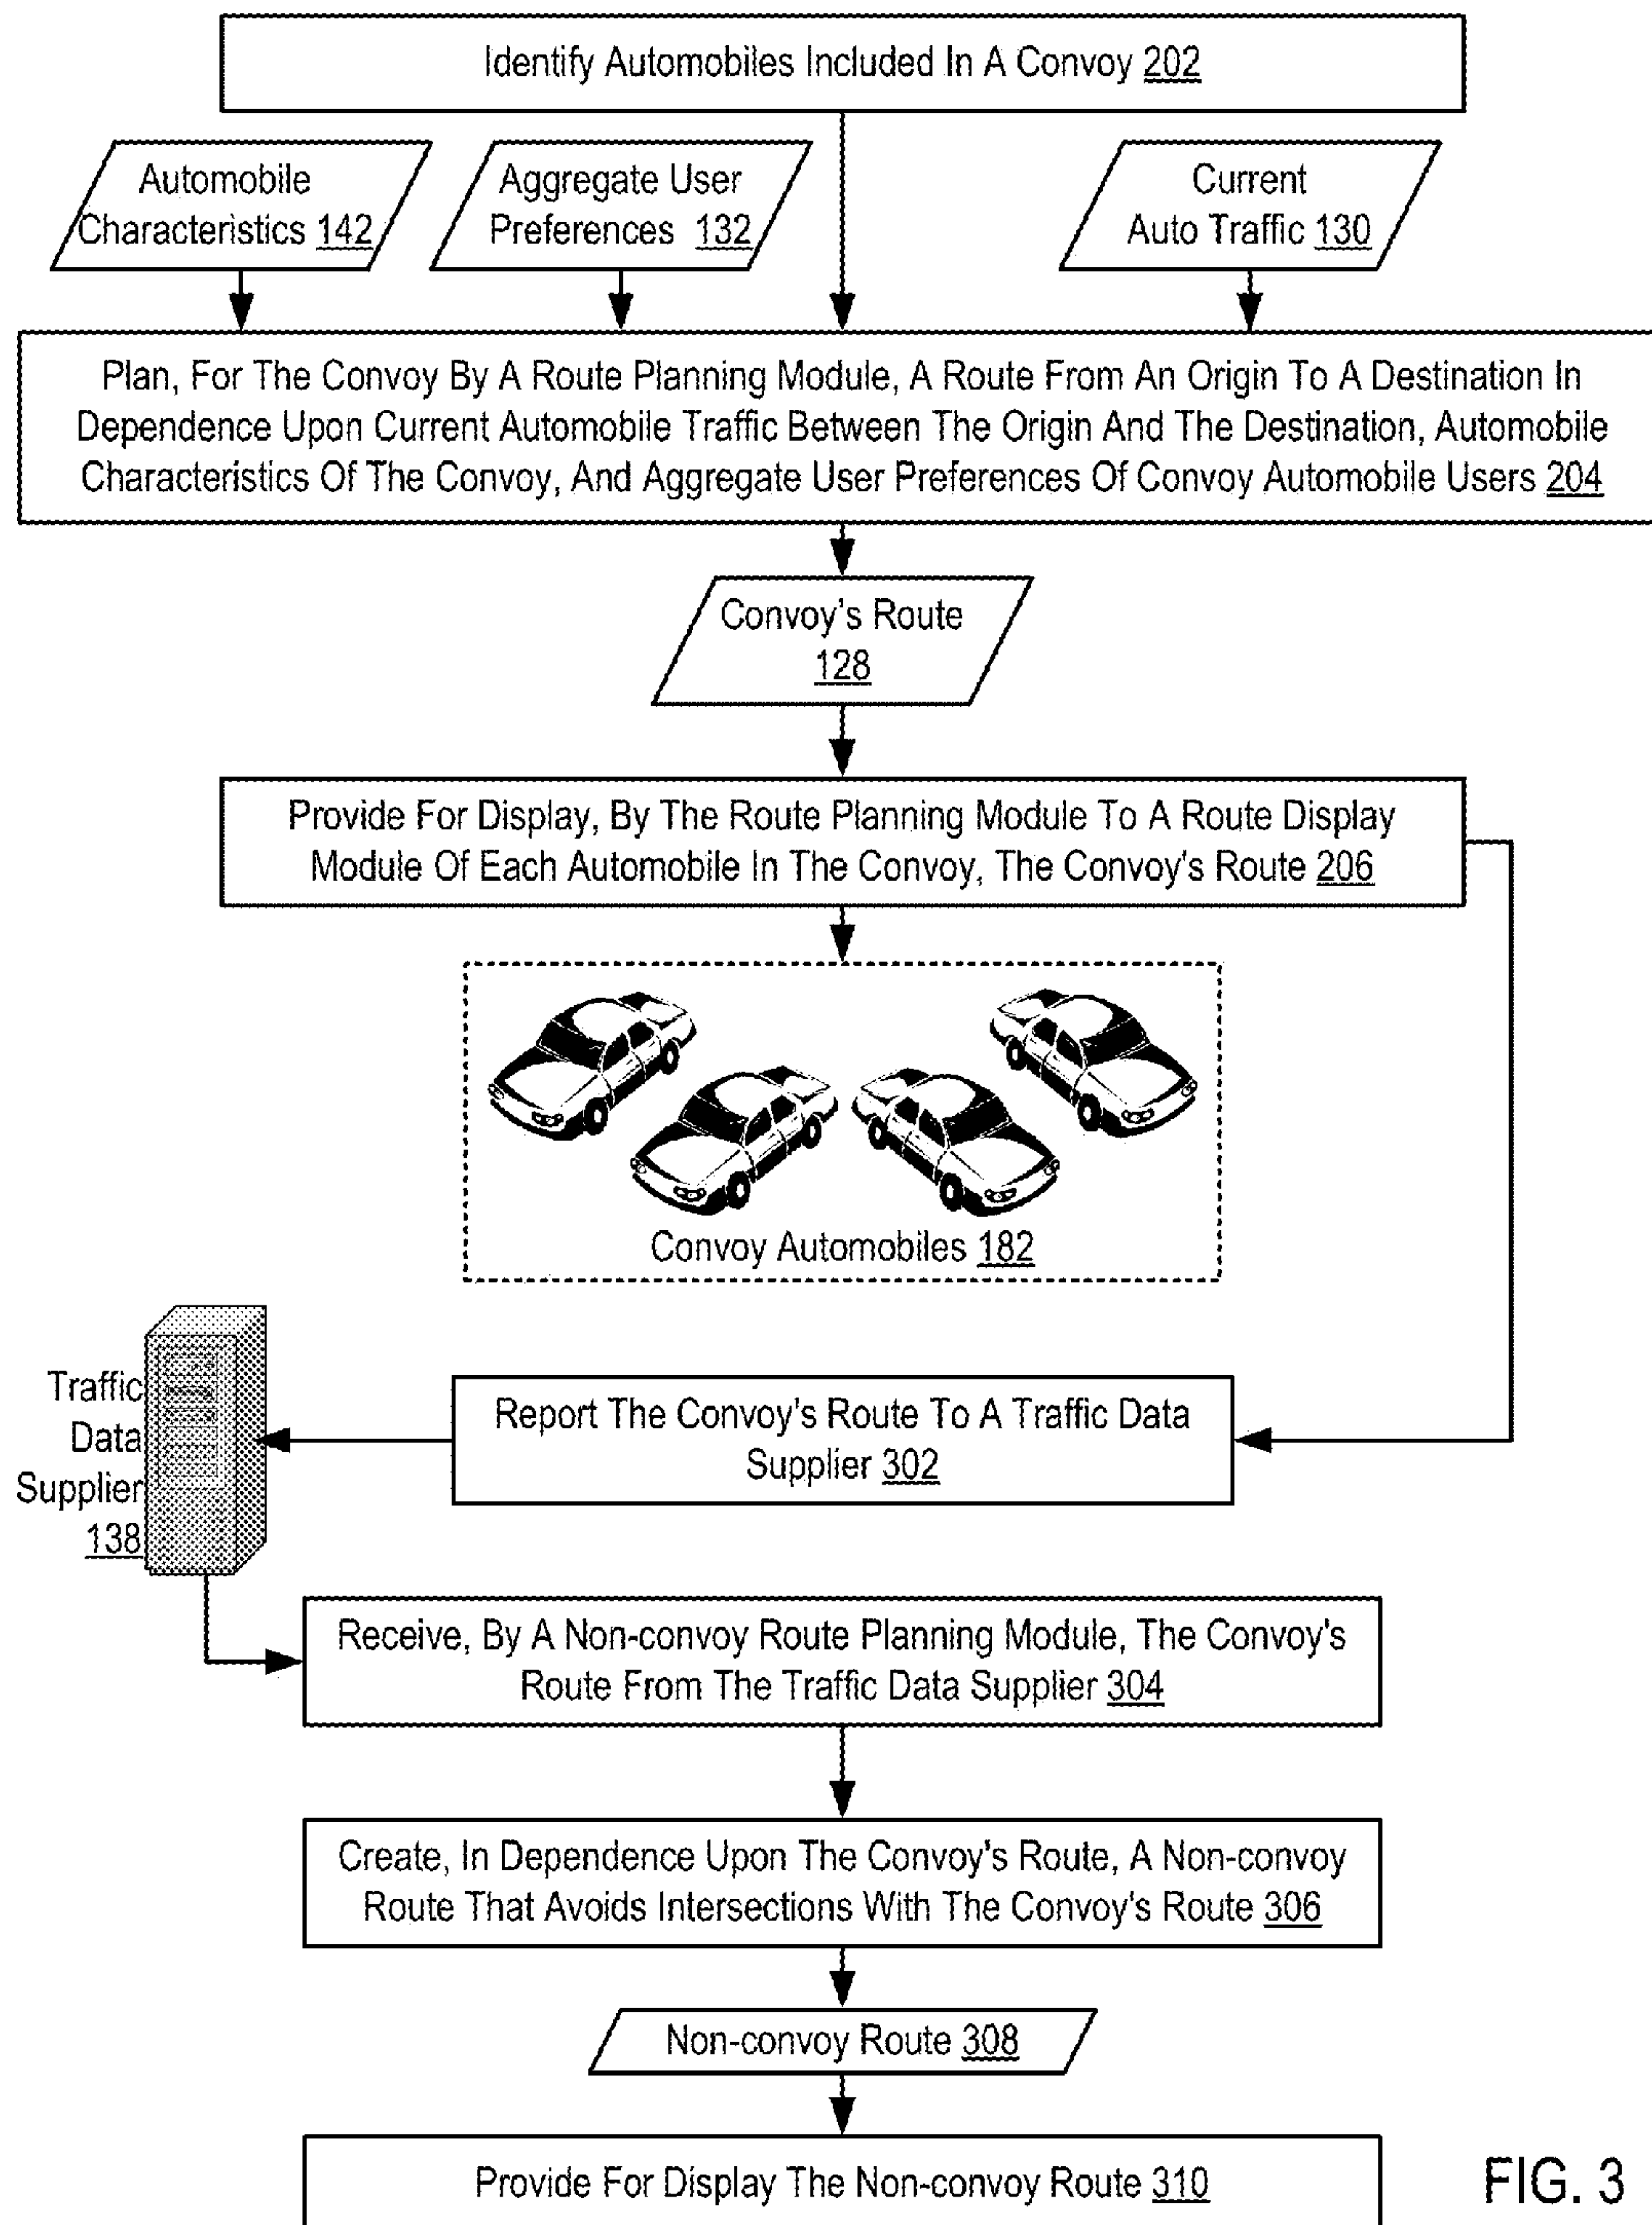 Identify Automobiles Included In A Convoy 202
Automobile
Characteristics 142
Aggregate User
Preferences 132
Current
Auto Traffic 130
Plan, For The Convoy By A Route Planning Module, A Route From An Origin To A Destination In
Dependence Upon Current Automobile Traffic Between The Origin And The Destination, Automobile
Characteristics Of The Convoy, And Aggregate User Preferences Of Convoy Automobile Users 204
Convoy's Route
128
Provide For Display, By The Route Planning Module To A Route Display
Module Of Each Automobile In The Convoy, The Convoy's Route 206
Convoy Automobiles 182
Traffic
Data
Supplier
138
Report The Convoy's Route To A Traffic Data
Supplier 302
Receive, By A Non-convoy Route Planning Module, The Convoy's
Route From The Traffic Data Supplier 304
Create, In Dependence Upon The Convoy's Route, A Non-convoy
Route That Avoids Intersections With The Convoy's Route 306
Non-convoy Route 308
Provide For Display The Non-convoy Route 310
FIG. 3